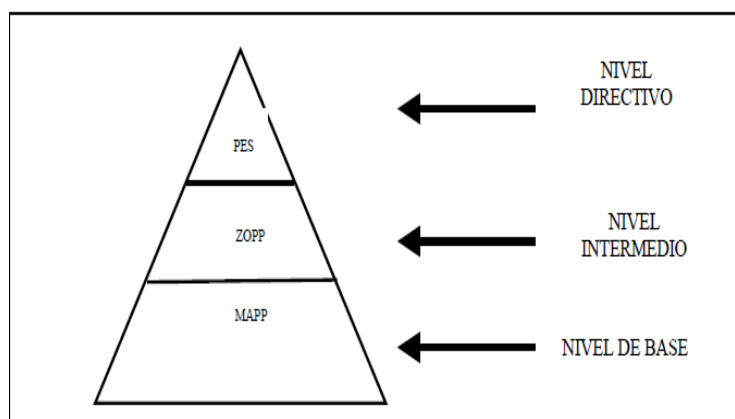 NIVEL
DIRECTIVO
PES
NIVEL
INTERMEDIO
ZOPP
MAPP
NIVEL DE BASE